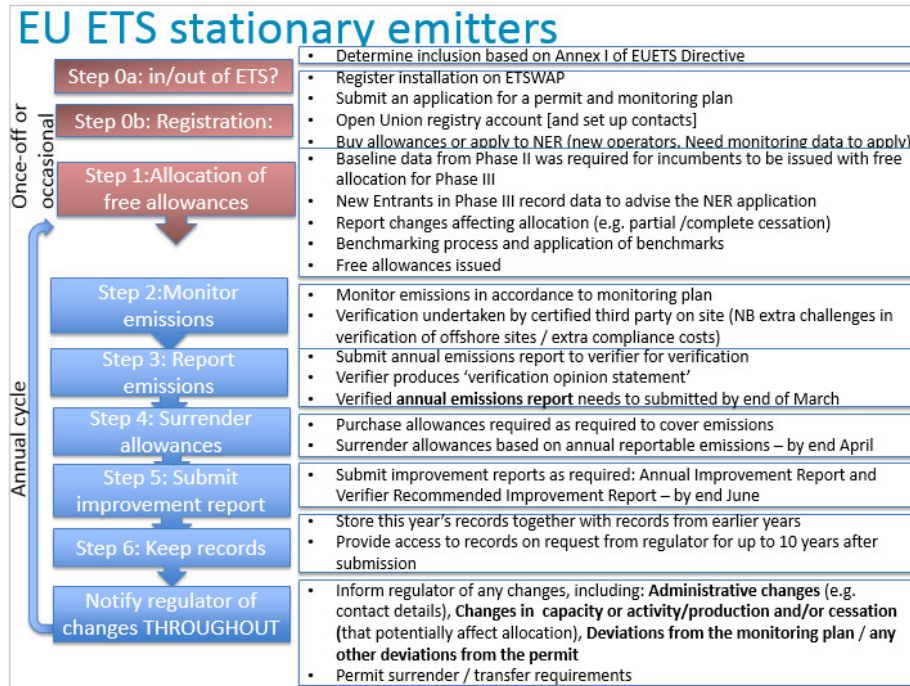 EU ETS stationary emitters
Once-off or
occasional
Step 0a: in/out of ETS?
• Determine inclusion based on Annex I of EUETS Directive
Step 0b: Registration:
• Register installation on ETSWAP
• Submit an application for a permit and monitoring plan
• Open Union registry account [and set up contacts]
• Buy allowances or apply to NER (new operators. Need monitoring data to apply)
Step 1:Allocation of
free allowances
• Baseline data from Phase II was required for incumbents to be issued with free
allocation for Phase III
• New Entrants in Phase III record data to advise the NER application
• Report changes affecting allocation (e.g. partial /complete cessation)
• Benchmarking process and application of benchmarks
• Free allowances issued
Annual cycle
Step 2:Monitor
emissions
• Monitor emissions in accordance to monitoring plan
• Verification undertaken by certified third party on site (NB extra challenges in
verification of offshore sites / extra compliance costs)
Step 3: Report
emissions
• Submit annual emissions report to verifier for verification
• Verifier produces ‘verification opinion statement’
• Verified annual emissions report needs to submitted by end of March
Step 4: Surrender
allowances
• Purchase allowances required as required to cover emissions
• Surrender allowances based on annual reportable emissions – by end April
Step 5: Submit
improvement report
• Submit improvement reports as required: Annual Improvement Report and
Verifier Recommended Improvement Report – by end June
Step 6: Keep records
• Store this year’s records together with records from earlier years
• Provide access to records on request from regulator for up to 10 years after
submission
Notify regulator of
changes THROUGHOUT
• Inform regulator of any changes, including: Administrative changes (e.g.
contact details), Changes in capacity or activity/production and/or cessation
(that potentially affect allocation), Deviations from the monitoring plan / any
other deviations from the permit
• Permit surrender / transfer requirements